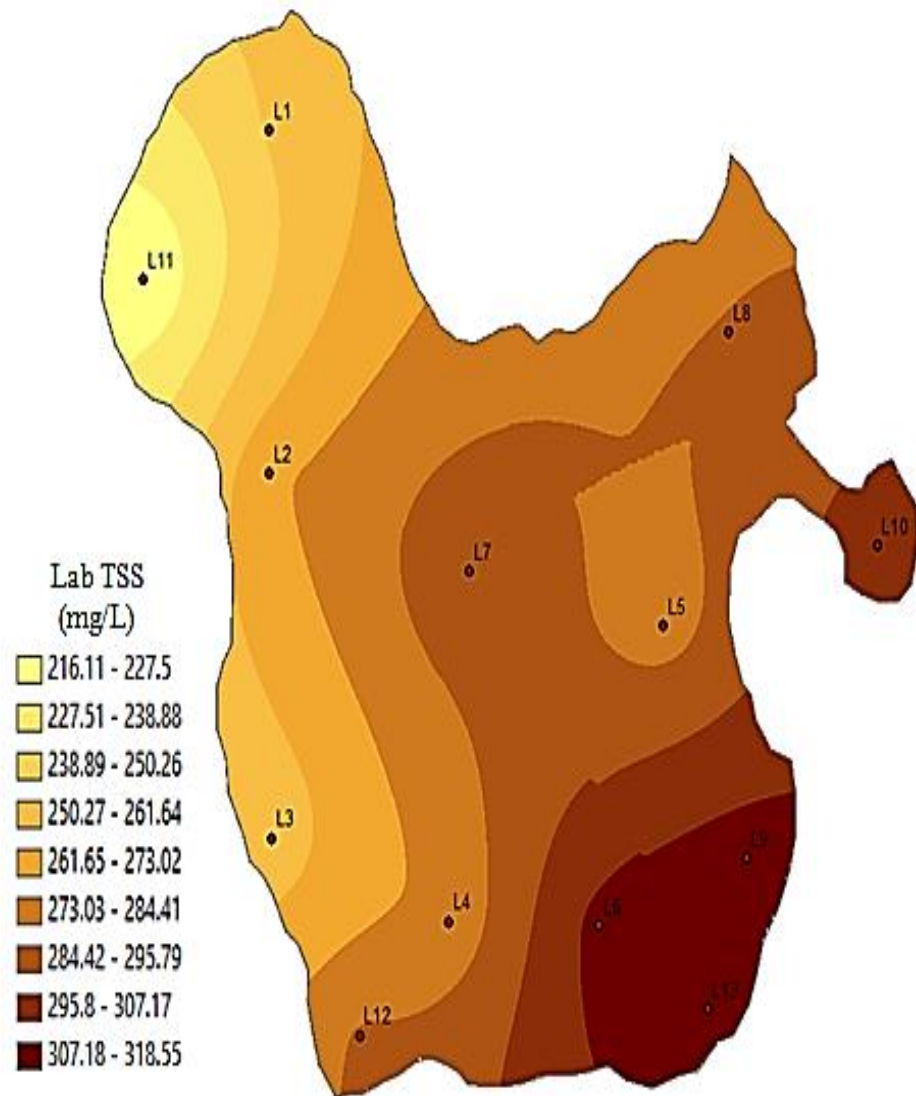 L1
L11
L8
L2
L10
L7
L5
L3
L9
L4
L6
L13
L12
Lab TSS
(mg/L)
216.11 - 227.5
227.51 - 238.88
238.89 - 250.26
250.27 - 261.64
261.65 - 273.02
273.03 - 284.41
284.42 - 295.79
295.8 - 307.17
307.18 - 318.55